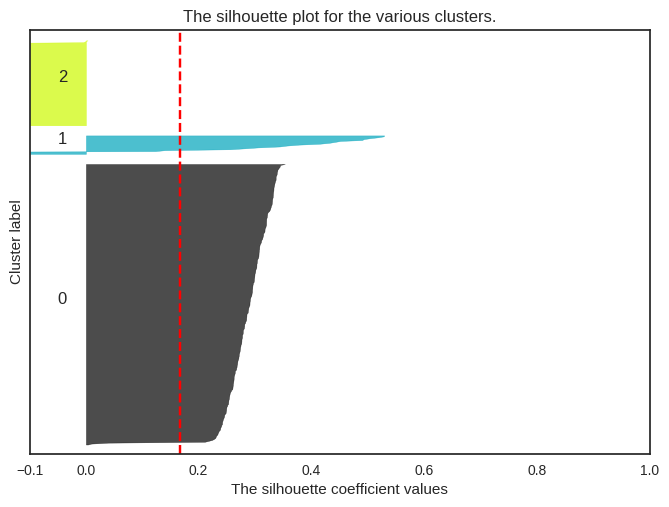 The silhouette plot for the various clusters.
2
1
0
Cluster label
−0.1 0.0 0.2 0.4 0.6 0.8 1.0
The silhouette coefficient values